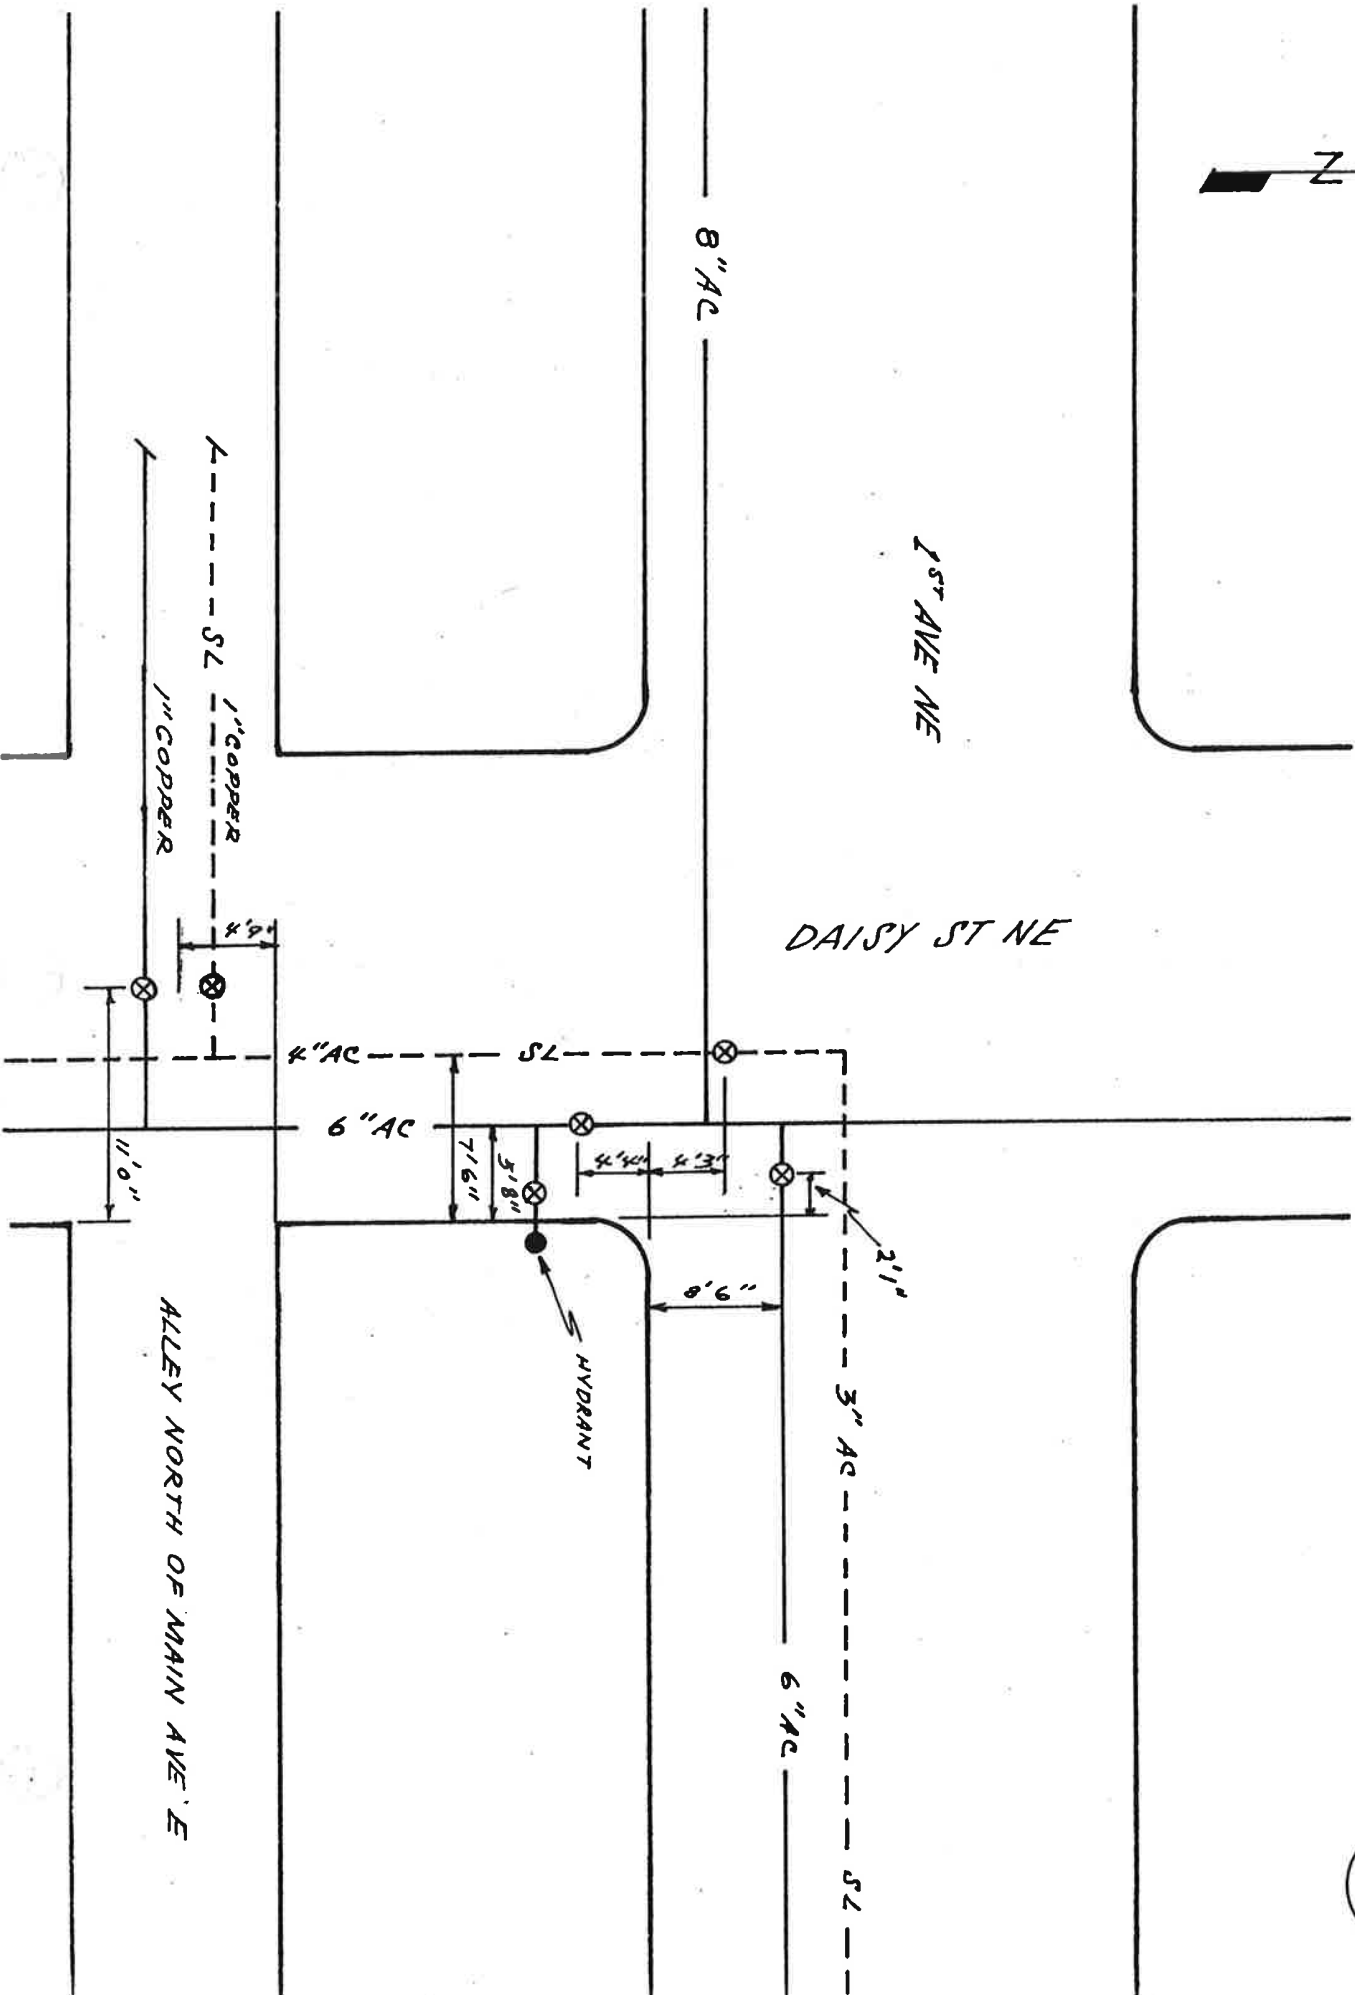 N
8" AC
1ST AVE NE
SL
1" COPPER
1" COPPER
4'9"
DAISY ST NE
4" AC
SL
6" AC
11'0"
7'6"
5'8"
4'4"
4'3"
2'1"
8'6"
HYDRANT
3" AC
ALLEY NORTH OF MAIN AVE E
6" AC
SL